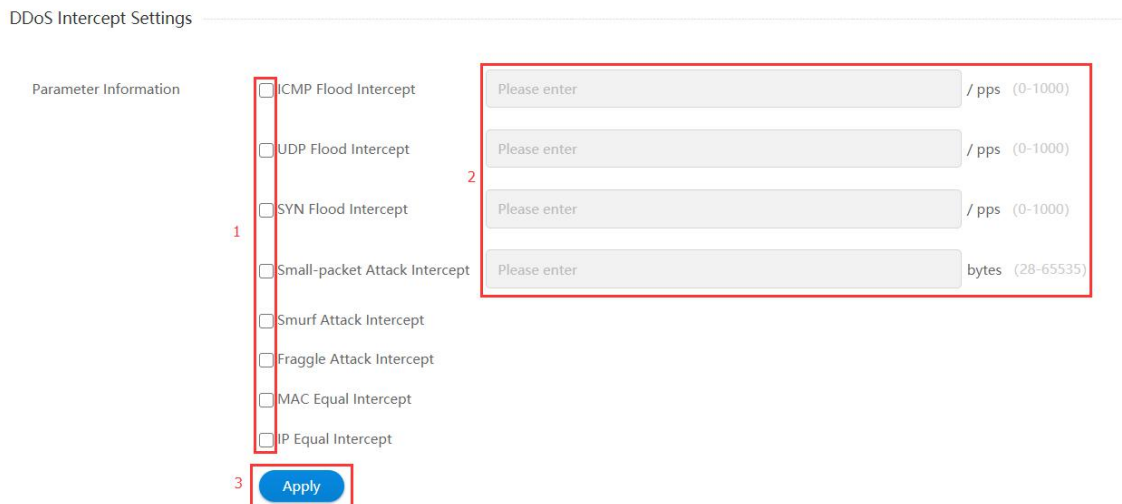 DDoS Intercept Settings
Parameter Information
ICMP Flood Intercept Please enter / pps (0-1000)
UDP Flood Intercept Please enter / pps (0-1000)
2
SYN Flood Intercept Please enter / pps (0-1000)
1
Small-packet Attack Intercept Please enter bytes (28-65535)
Smurf Attack Intercept
Fraggle Attack Intercept
MAC Equal Intercept
IP Equal Intercept
3 Apply